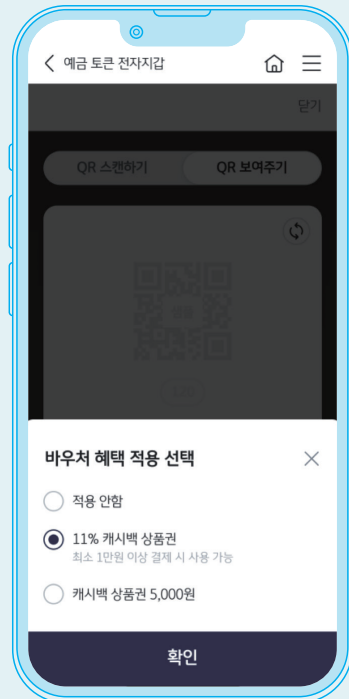 예금 토큰 전자지갑
닫기
QR 스캔하기
QR 보여주기
바우처 혜택 적용 선택
적용 안함
11% 캐시백 상품권
최소 1만원 이상 결제 시 사용 가능
캐시백 상품권 5,000원
확인